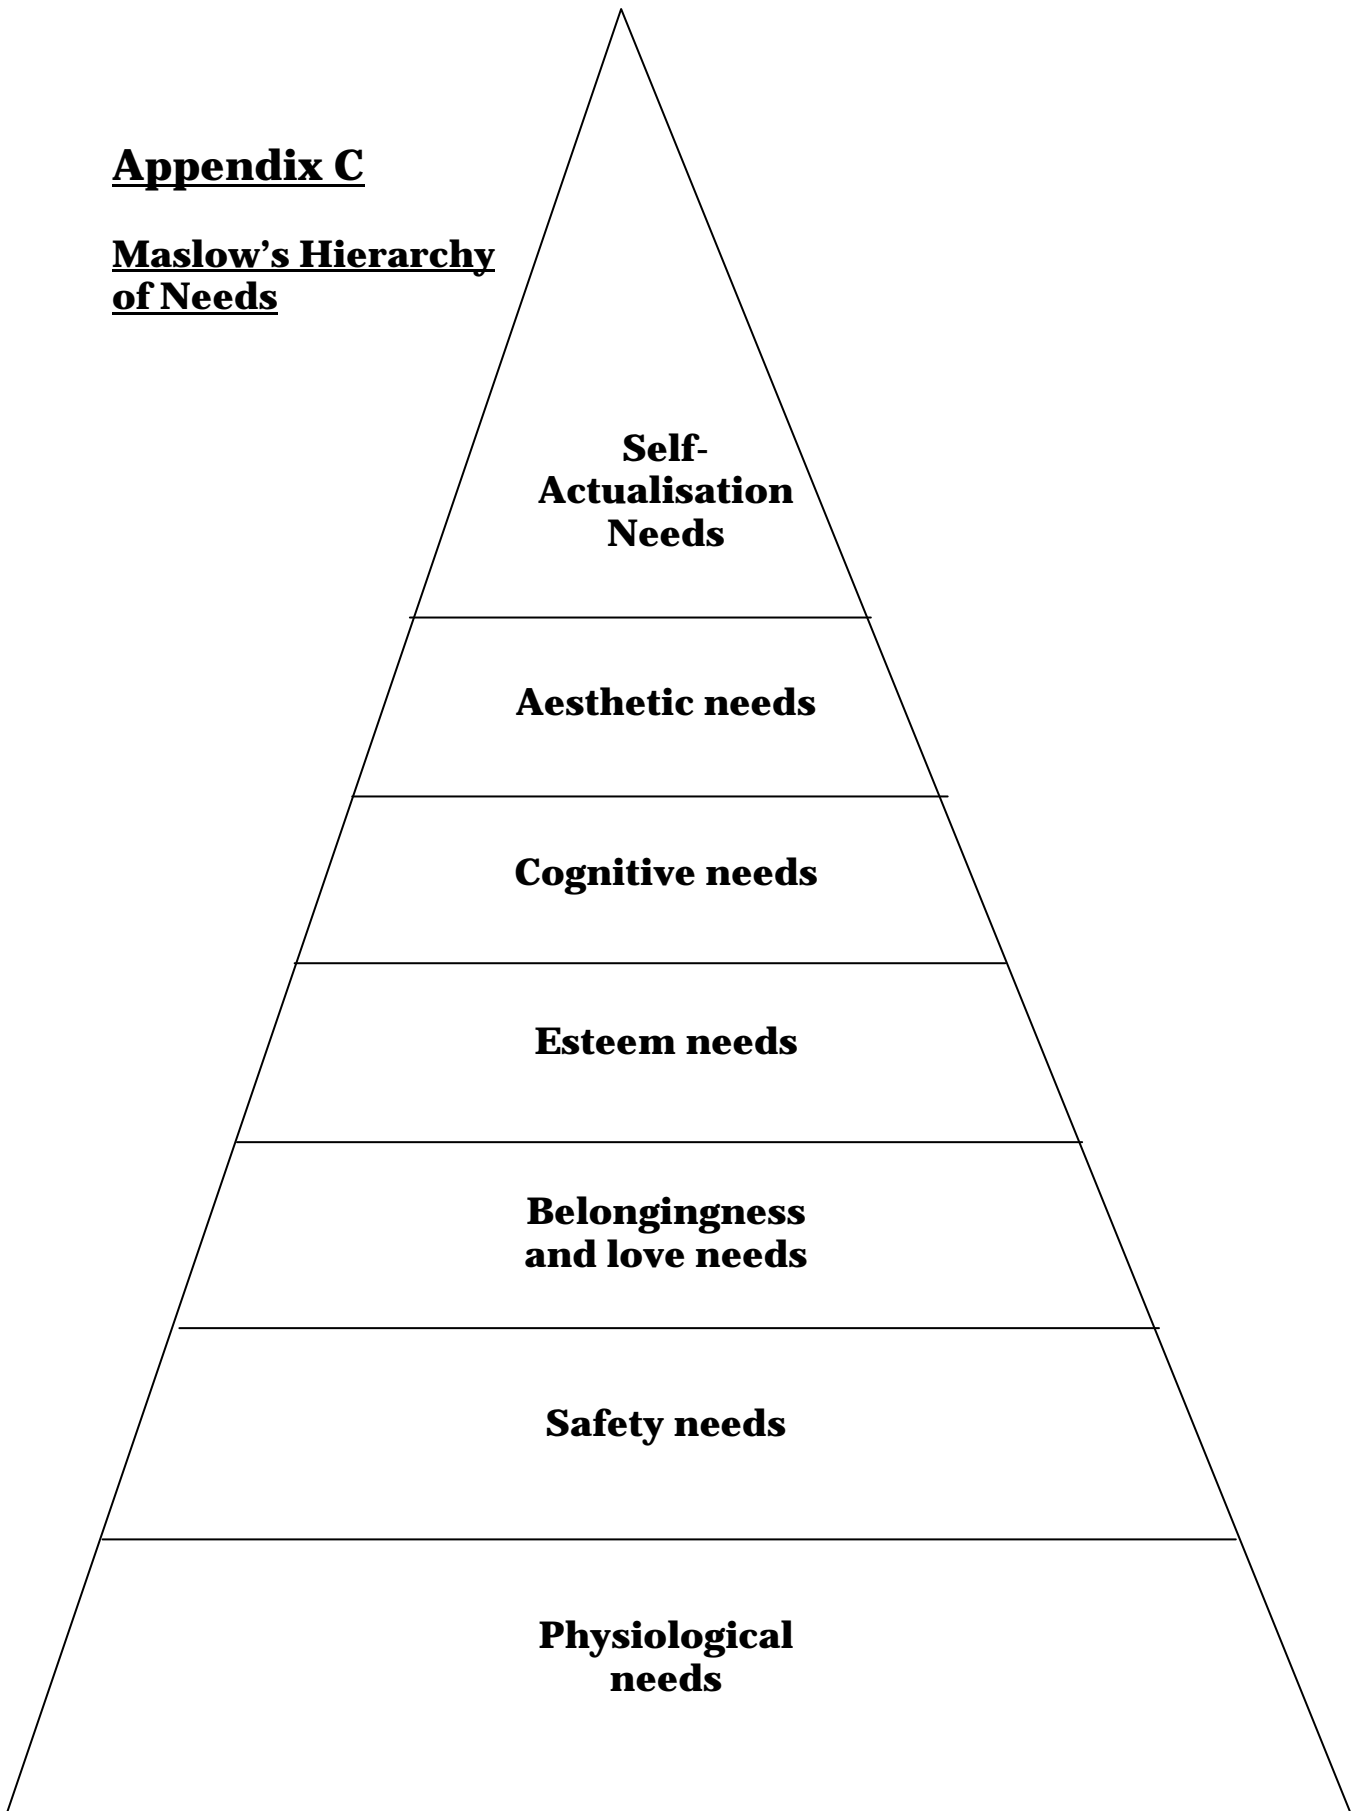 Appendix C
Maslow’s Hierarchy
of Needs
Self-
Actualisation
Needs
Aesthetic needs
Cognitive needs
Esteem needs
Belongingness
and love needs
Safety needs
Physiological
needs